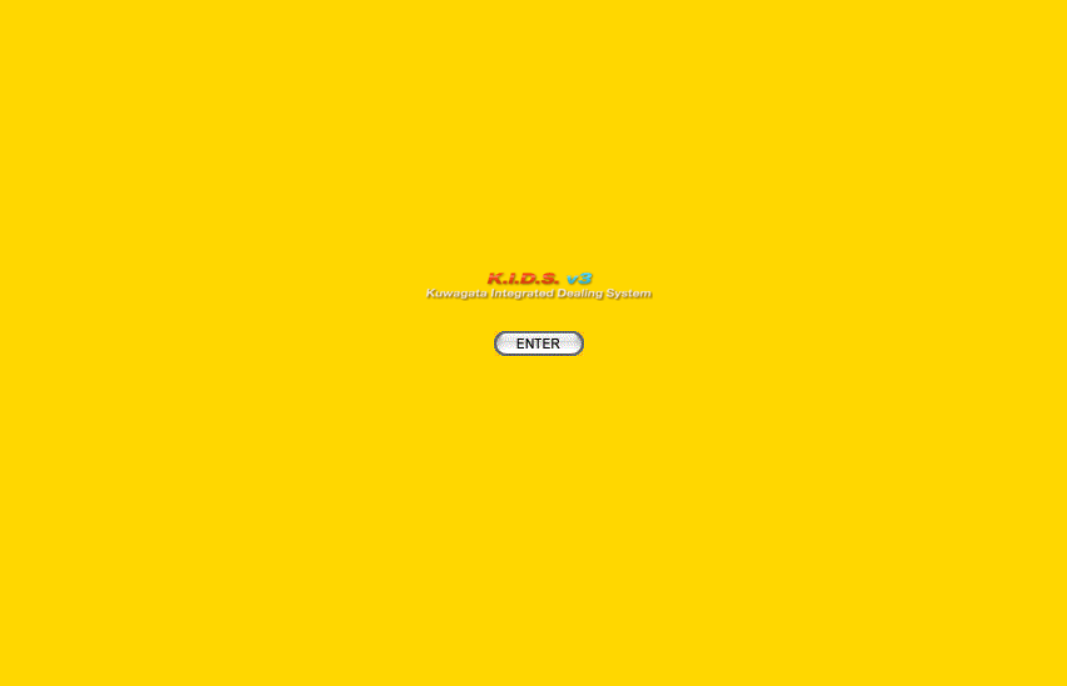 K.I.D.S. v3
Kuwagata Integrated Dealing System
ENTER